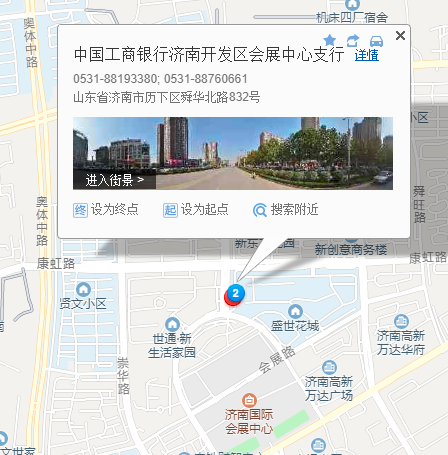 机床四厂宿舍
奥体中路
中国工商银行济南开发区会展中心支行 详情
0531-88193380; 0531-88760661
山东省济南市历下区舜华北路832号
进入街景 >
终 设为终点
起 设为起点
搜索附近
小区
奥体中路
舜旺路
康虹路
新创意商务楼
康虹路
贤文小区
2
世通·新
生活家园
盛世花城
会展路
崇华路
济南高新
万达华府
济南高新
万达广场
济南国际
会展中心